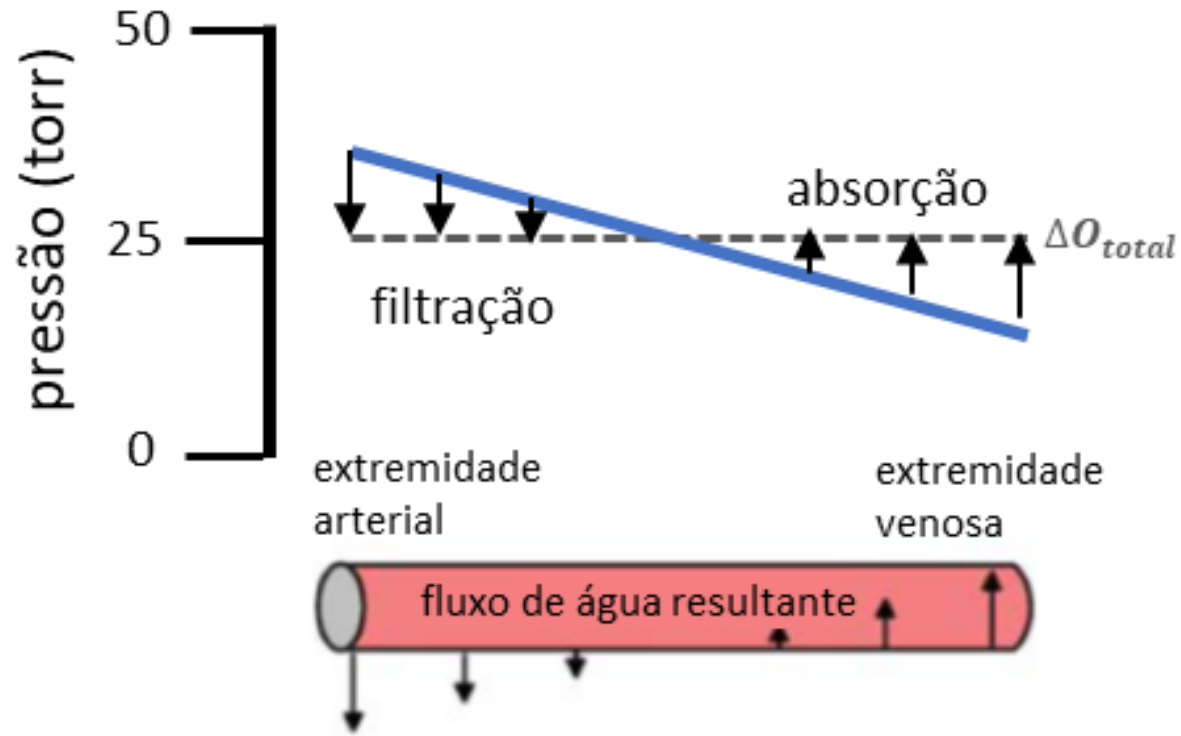 pressão (torr)
50
25
0
absorção
ΔO_total
filtração
extremidade
arterial
extremidade
venosa
fluxo de água resultante